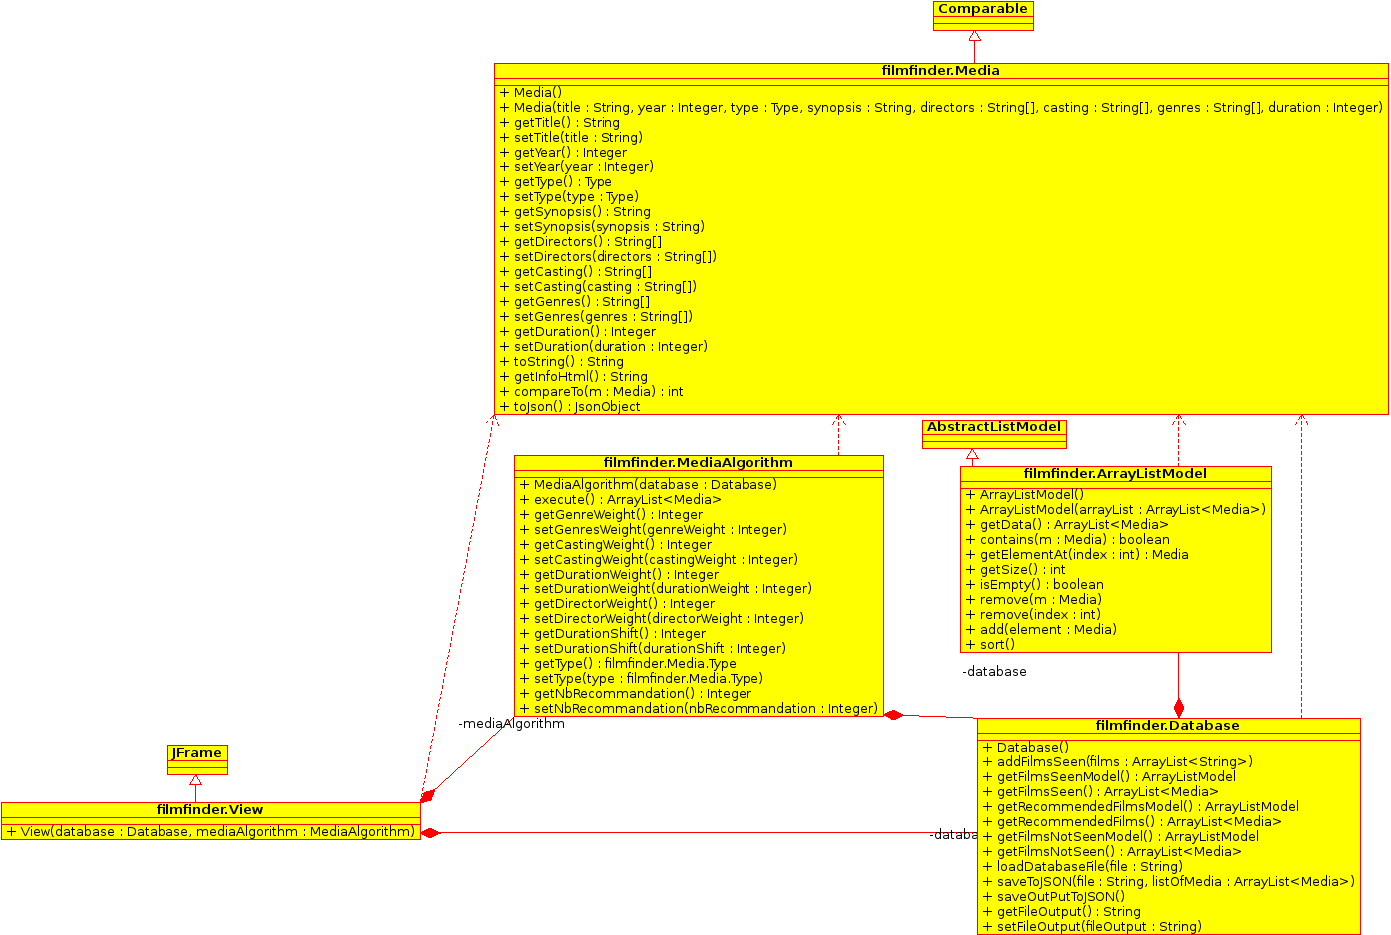 Comparable
filmfinder.Media
+ Media()
+ Media(title : String, year : Integer, type : Type, synopsis : String, directors : String[], casting : String[], genres : String[], duration : Integer)
+ getTitle() : String
+ setTitle(title : String)
+ getYear() : Integer
+ setYear(year : Integer)
+ getType() : Type
+ setType(type : Type)
+ getSynopsis() : String
+ setSynopsis(synopsis : String)
+ getDirectors() : String[]
+ setDirectors(directors : String[])
+ getCasting() : String[]
+ setCasting(casting : String[])
+ getGenres() : String[]
+ setGenres(genres : String[])
+ getDuration() : Integer
+ setDuration(duration : Integer)
+ toString() : String
+ getInfoHtml() : String
+ compareTo(m : Media) : int
+ toJson() : JsonObject
filmfinder.MediaAlgorithm
+ MediaAlgorithm(database : Database)
+ execute() : ArrayList<Media>
+ getGenreWeight() : Integer
+ setGenresWeight(genreWeight : Integer)
+ getCastingWeight() : Integer
+ setCastingWeight(castingWeight : Integer)
+ getDurationWeight() : Integer
+ setDurationWeight(durationWeight : Integer)
+ getDirectorWeight() : Integer
+ setDirectorWeight(directorWeight : Integer)
+ getDurationShift() : Integer
+ setDurationShift(durationShift : Integer)
+ getType() : filmfinder.Media.Type
+ setType(type : filmfinder.Media.Type)
+ getNbRecommandation() : Integer
+ setNbRecommandation(nbRecommandation : Integer)
AbstractListModel
filmfinder.ArrayListModel
+ ArrayListModel()
+ ArrayListModel(arrayList : ArrayList<Media>)
+ getData() : ArrayList<Media>
+ contains(m : Media) : boolean
+ getElementAt(index : int) : Media
+ getSize() : int
+ isEmpty() : boolean
+ remove(m : Media)
+ remove(index : int)
+ add(element : Media)
+ sort()
-database
-mediaAlgorithm
JFrame
filmfinder.View
+ View(database : Database, mediaAlgorithm : MediaAlgorithm)
-databa
filmfinder.Database
+ Database()
+ addFilmsSeen(films : ArrayList<String>)
+ getFilmsSeenModel() : ArrayListModel
+ getFilmsSeen() : ArrayList<Media>
+ getRecommendedFilmsModel() : ArrayListModel
+ getRecommendedFilms() : ArrayList<Media>
+ getFilmsNotSeenModel() : ArrayListModel
+ getFilmsNotSeen() : ArrayList<Media>
+ loadDatabaseFile(file : String)
+ saveToJSON(file : String, listOfMedia : ArrayList<Media>)
+ saveOutPutToJSON()
+ getFileOutput() : String
+ setFileOutput(fileOutput : String)